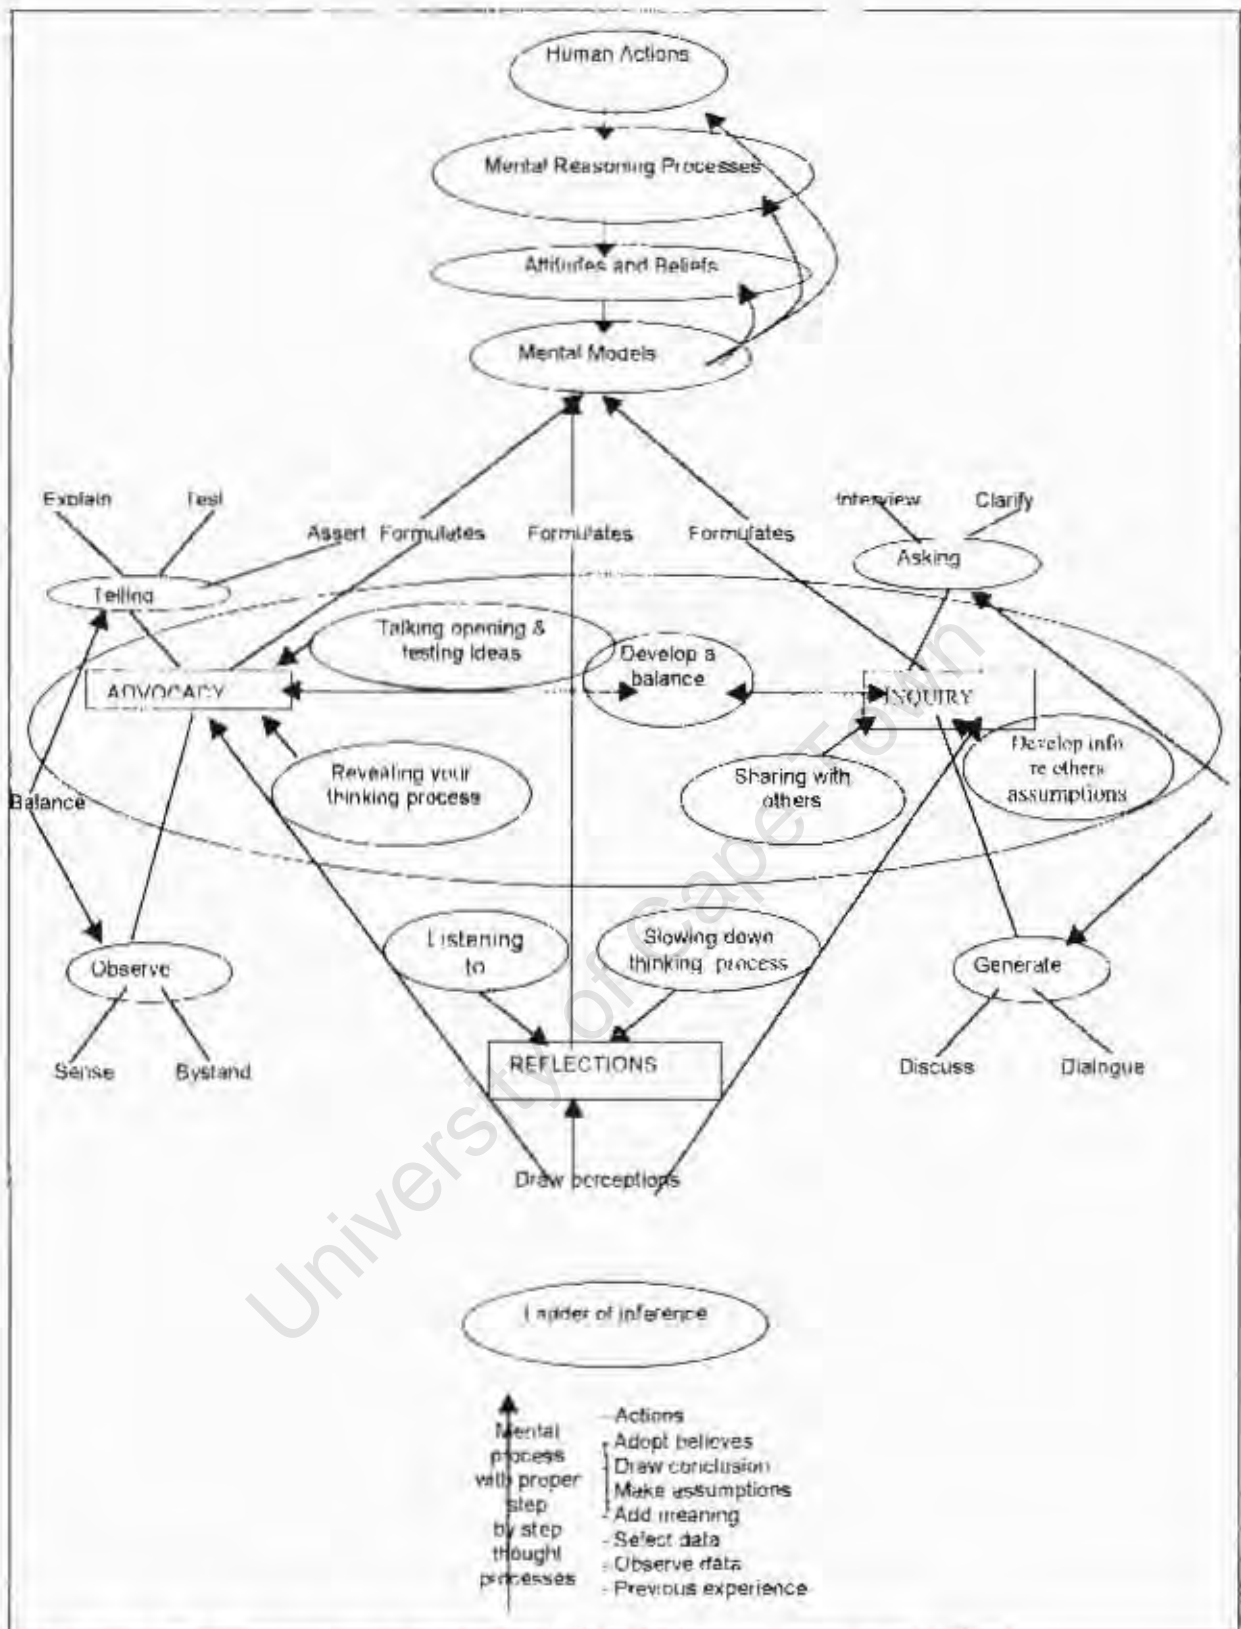 Human Actions
Mental Reasoning Processes
Attitudes and Beliefs
Mental Models
Explain
Test
Assert
Formulates
Formulates
Formulates
Interview
Clarify
Telling
Asking
Talking opening &
testing ideas
Develop a
balance
ADVOCACY
INQUIRY
Revealing your
thinking process
Sharing with
others
Develop info
re others
assumptions
Balance
Listening
to
Slowing down
thinking process
Observe
Generate
Sense
Bystand
REFLECTIONS
Discuss
Dialogue
Draw perceptions
Ladder of inference
Mental
process
with proper
step
by step
thought
processes
- Actions
- Adopt believes
- Draw conclusion
- Make assumptions
- Add meaning
- Select data
- Observe data
- Previous experience
University of Cape Town